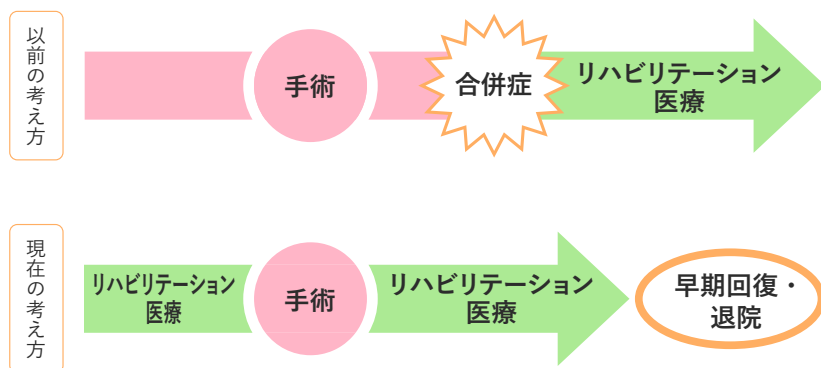 以前の考え方
手術
合併症
リハビリテーション
医療
現在の考え方
リハビリテーション
医療
手術
リハビリテーション
医療
早期回復・
退院